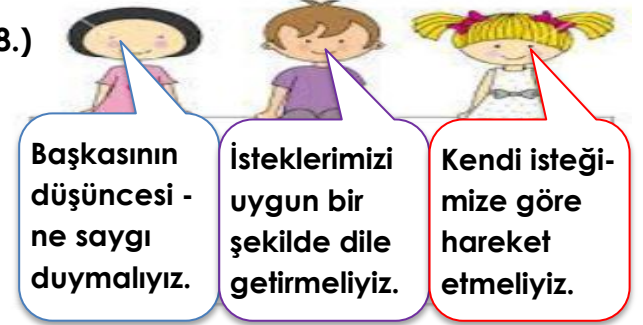 8.)
Başkasının
düşüncesi -
ne saygı
duymalıyız.
İsteklerimizi
uygun bir
şekilde dile
getirmeliyiz.
Kendi isteği-
mize göre
hareket
etmeliyiz.